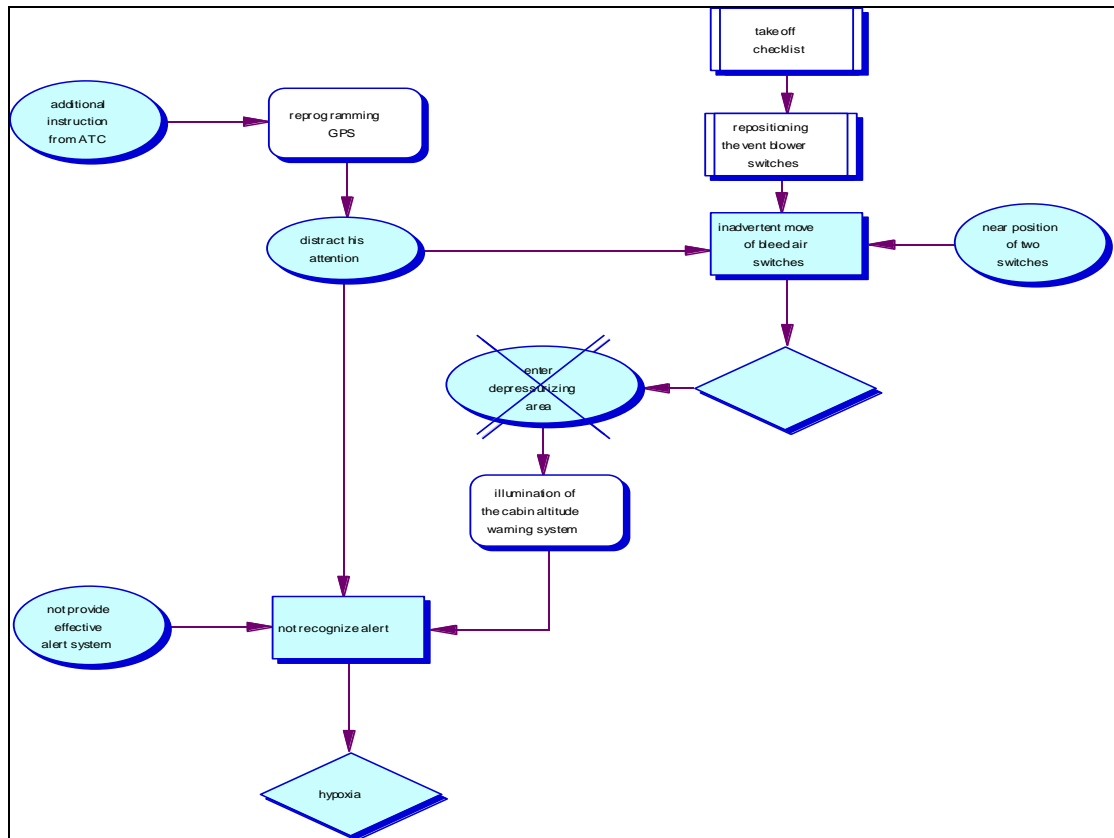 take off
checklist
additional
instruction
from ATC
reprogramming
GPS
repositioning
the vent blower
switches
distract his
attention
inadvertent move
of bleed air
switches
near position
of two
switches
enter
depressurizing
area
illumination of
the cabin altitude
warning system
not provide
effective
alert system
not recognize alert
hypoxia